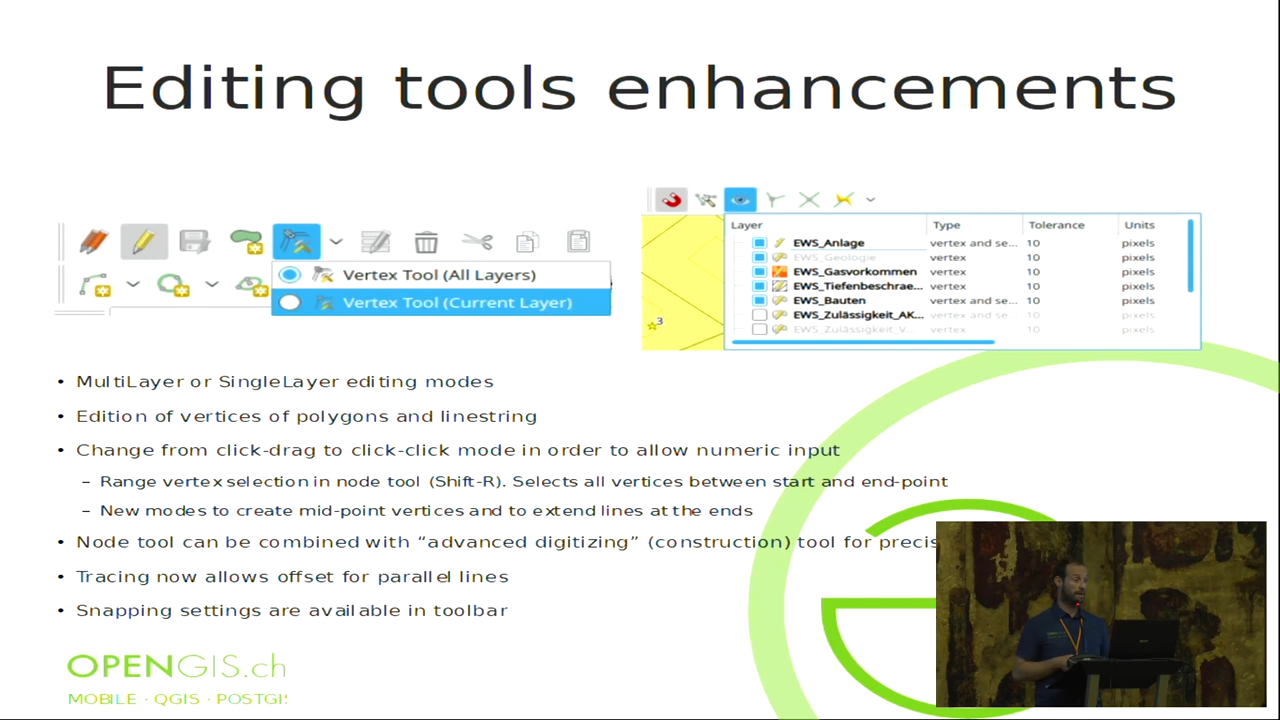 Editing tools enhancements
Vertex Tool (All Layers)
Vertex Tool (Current Layer)
Layer Type Tolerance Units
EWS_Anlage vertex and se... 10 pixels
EWS_Geologie vertex 10 pixels
EWS_Gasvorkommen vertex 10 pixels
EWS_Tiefenbeschrae... vertex 10 pixels
EWS_Bauten vertex and se... 10 pixels
EWS_Zulässigkeit_AK... vertex and se 10 pixels
EWS_Zulässigkeit_V... vertex 10 pixels
3
• MultiLayer or SingleLayer editing modes
• Edition of vertices of polygons and linestring
• Change from click-drag to click-click mode in order to allow numeric input
– Range vertex selection in node tool (Shift-R). Selects all vertices between start and end-point
– New modes to create mid-point vertices and to extend lines at the ends
• Node tool can be combined with “advanced digitizing” (construction) tool for precis
• Tracing now allows offset for parallel lines
• Snapping settings are available in toolbar
OPENGIS.ch
MOBILE · QGIS · POSTGIS